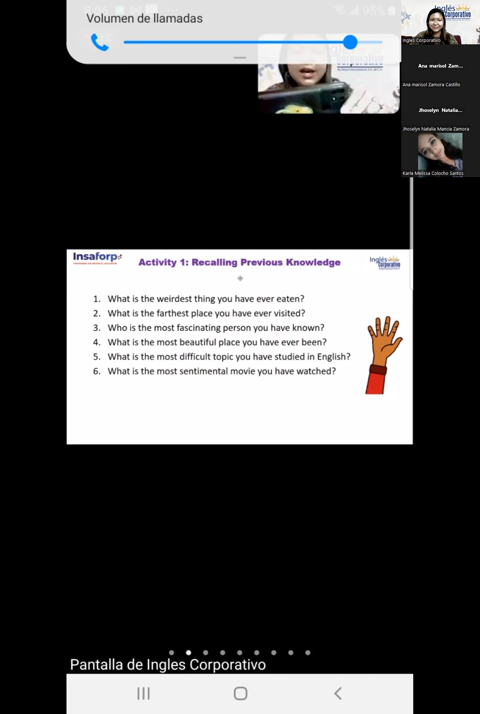 Volumen de llamadas
Inglés
Corporativo
Ingles Corporativo
Ana marisol Zam...
Ana marisol Zamora Castillo
Jhoselyn Natalia...
Jhoselyn Natalia Mancia Zamora
Karla Melissa Colocho Santos
Insaforp
Activity 1: Recalling Previous Knowledge
Inglés
Corporativo
1. What is the weirdest thing you have ever eaten?
2. What is the farthest place you have ever visited?
3. Who is the most fascinating person you have known?
4. What is the most beautiful place you have ever been?
5. What is the most difficult topic you have studied in English?
6. What is the most sentimental movie you have watched?
Pantalla de Ingles Corporativo